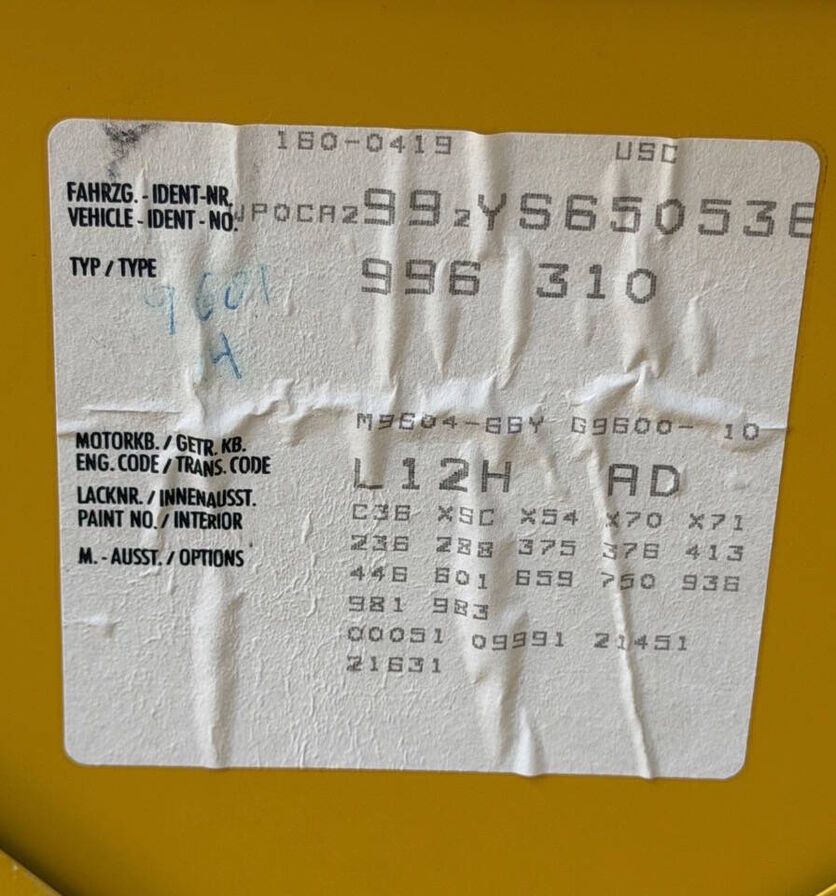 160-0419 USC
FAHRZG. - IDENT-NR.
VEHICLE - IDENT - NO. WP0CA2992YS650536
TYP / TYPE 996 310
9601
H
MOTORKB. / GETR. KB. M9604-66Y G9600- 10
ENG. CODE / TRANS. CODE
LACKNR. / INNENAUSST. L12H AD
PAINT NO. / INTERIOR C36 XSC X54 X70 X71
M. - AUSST. / OPTIONS 236 288 375 376 413
446 601 659 750 936
981 983
00051 09991 21451
21631